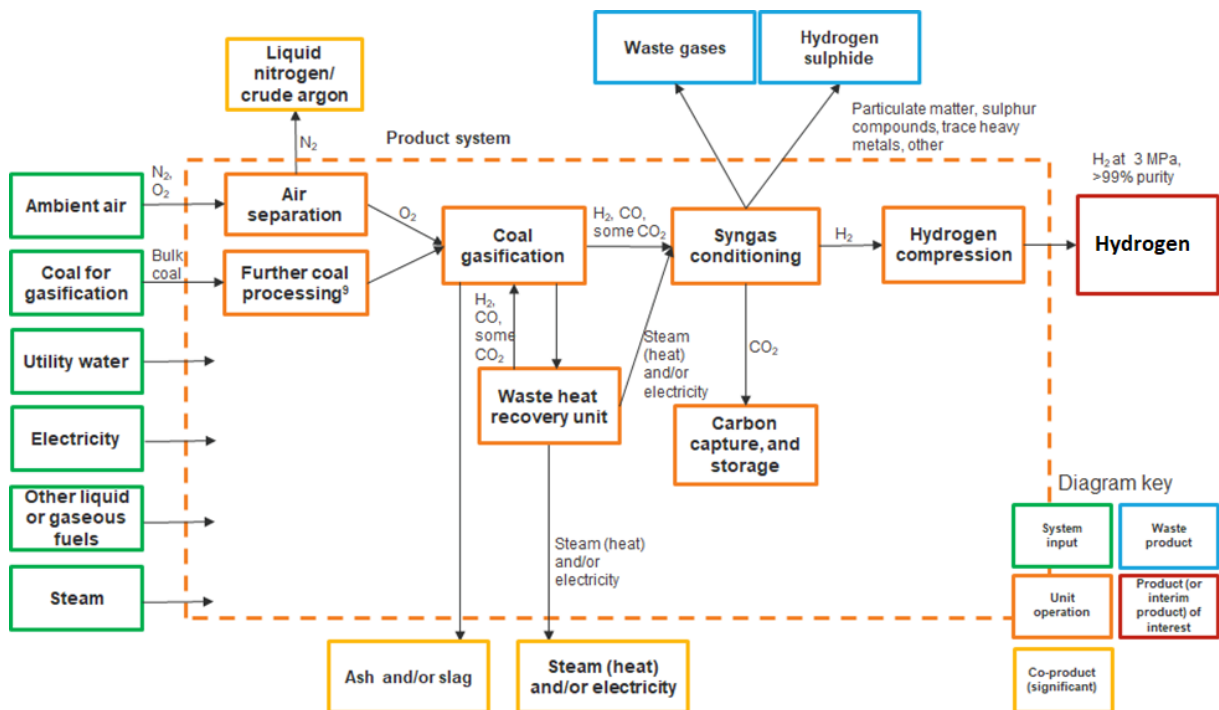 Waste gases
Hydrogen
sulphide
Liquid
nitrogen/
crude argon
Particulate matter, sulphur
compounds, trace heavy
metals, other
N₂
Product system
H₂ at 3 MPa,
>99% purity
N₂,
O₂
Ambient air
Air
separation
O₂
Coal
gasification
H₂, CO,
some CO₂
Syngas
conditioning
H₂
Hydrogen
compression
Hydrogen
Coal for
gasification
Bulk
coal
Further coal
processing⁹
H₂,
CO,
some
CO₂
Steam
(heat)
and/or
electricity
CO₂
Utility water
Waste heat
recovery unit
Carbon
capture, and
storage
Electricity
Other liquid
or gaseous
fuels
Steam (heat)
and/or
electricity
Steam
Ash and/or slag
Steam (heat)
and/or electricity
Diagram key
System
input
Waste
product
Unit
operation
Product (or
interim
product) of
interest
Co-product
(significant)